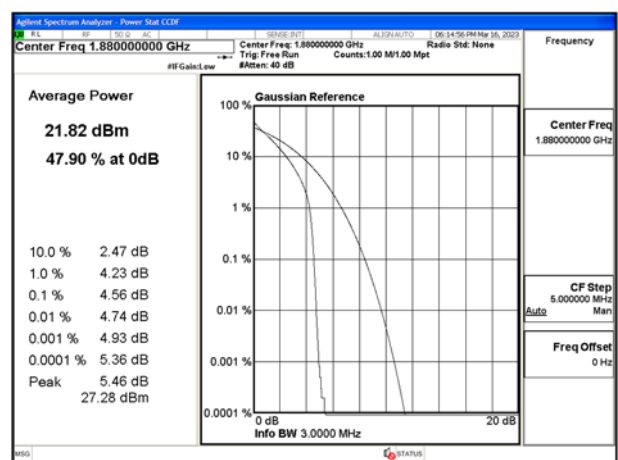 Agilent Spectrum Analyzer - Power Stat CCDF
RL RF 50 Ω AC SENSE:INT ALIGN AUTO 06:14:56 PM Mar 16, 2023
Center Freq 1.880000000 GHz
Center Freq: 1.880000000 GHz Radio Std: None
Trig: Free Run Counts:1.00 M/1.00 Mpt
#IFGain:Low #Atten: 40 dB
Frequency
Average Power
21.82 dBm
47.90 % at 0dB
10.0 % 2.47 dB
1.0 % 4.23 dB
0.1 % 4.56 dB
0.01 % 4.74 dB
0.001 % 4.93 dB
0.0001 % 5.36 dB
Peak 5.46 dB
27.28 dBm
Gaussian Reference
100 %
10 %
1 %
0.1 %
0.01 %
0.001 %
0.0001 %
0 dB 20 dB
Info BW 3.0000 MHz
Center Freq
1.880000000 GHz
CF Step
5.000000 MHz
Auto Man
Freq Offset
0 Hz
MSG STATUS